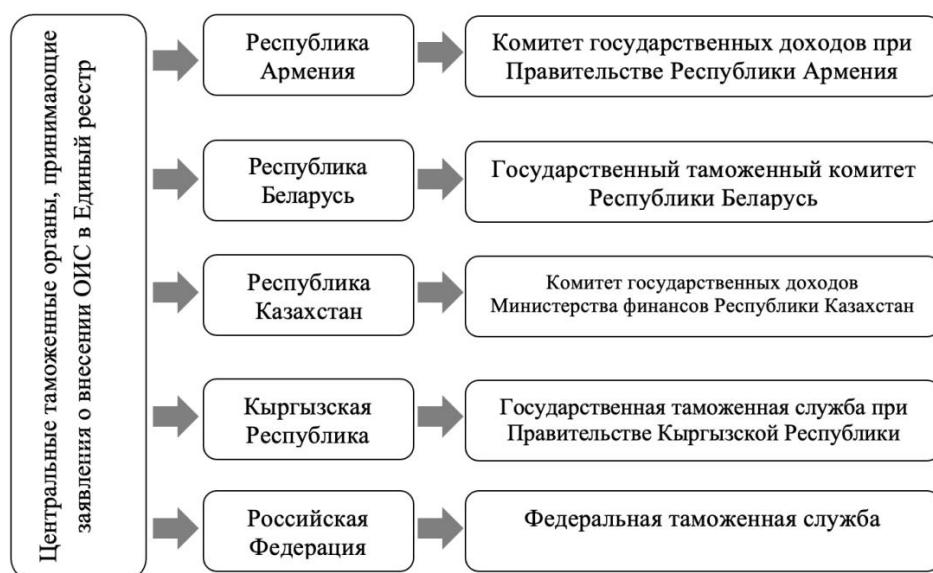 Центральные таможенные органы, принимающие
заявления о внесении ОИС в Единый реестр
Республика
Армения
Комитет государственных доходов при
Правительстве Республики Армения
Республика
Беларусь
Государственный таможенный комитет
Республики Беларусь
Республика
Казахстан
Комитет государственных доходов
Министерства финансов Республики Казахстан
Кыргызская
Республика
Государственная таможенная служба при
Правительстве Кыргызской Республики
Российская
Федерация
Федеральная таможенная служба